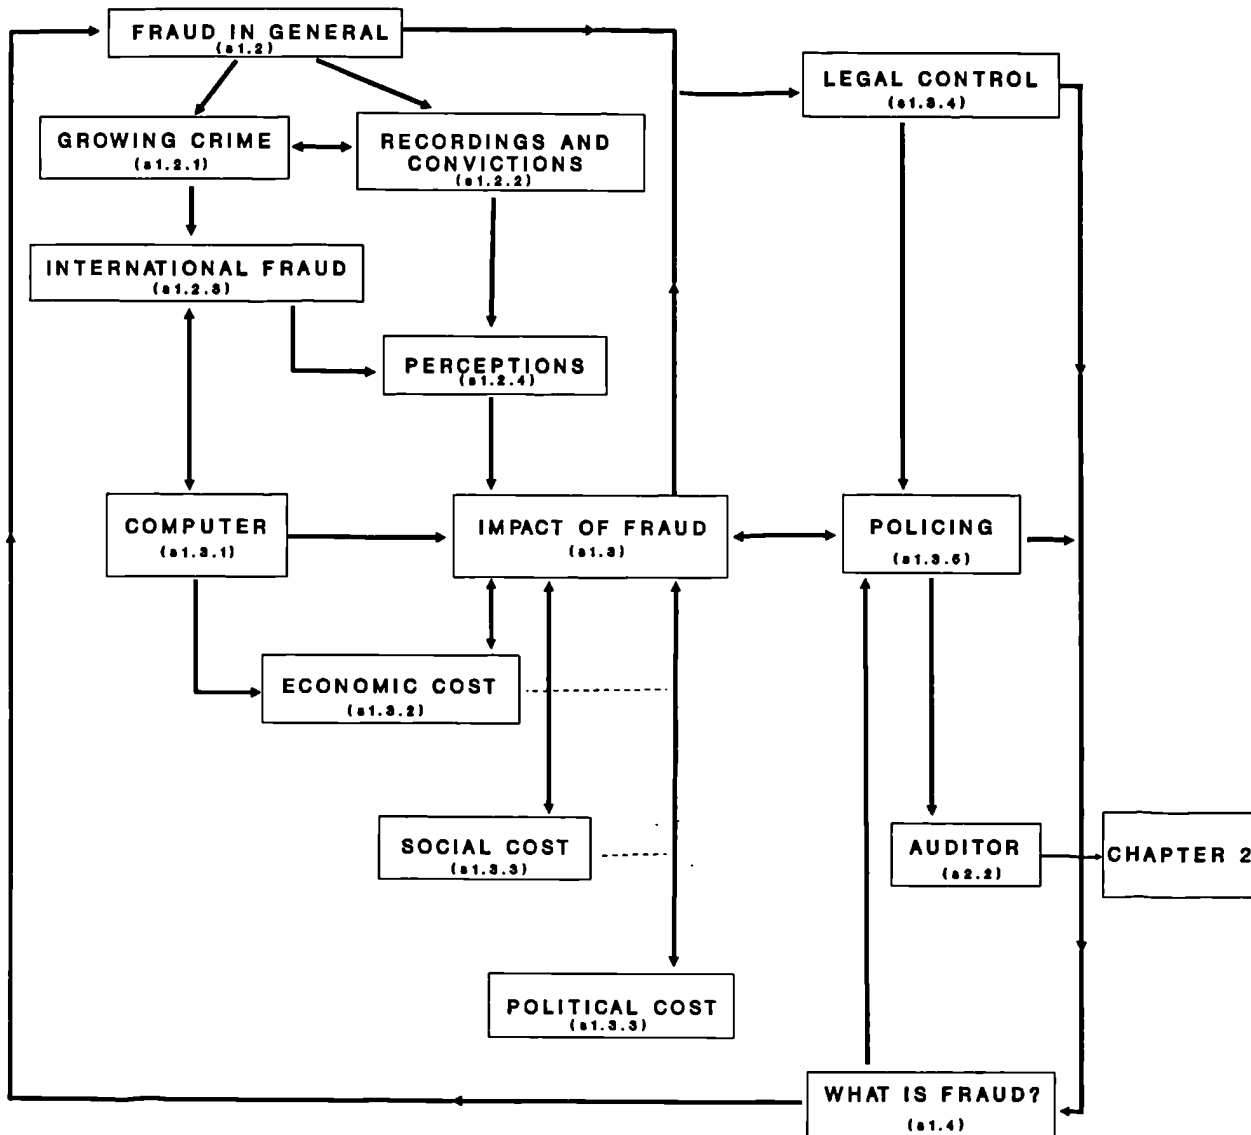 FRAUD IN GENERAL
(s1.2)
LEGAL CONTROL
(s1.3.4)
GROWING CRIME
(s1.2.1)
RECORDINGS AND
CONVICTIONS
(s1.2.2)
INTERNATIONAL FRAUD
(s1.2.3)
PERCEPTIONS
(s1.2.4)
COMPUTER
(s1.3.1)
IMPACT OF FRAUD
(s1.3)
POLICING
(s1.3.5)
ECONOMIC COST
(s1.3.2)
SOCIAL COST
(s1.3.3)
AUDITOR
(s2.2)
CHAPTER 2
POLITICAL COST
(s1.3.3)
WHAT IS FRAUD?
(s1.4)